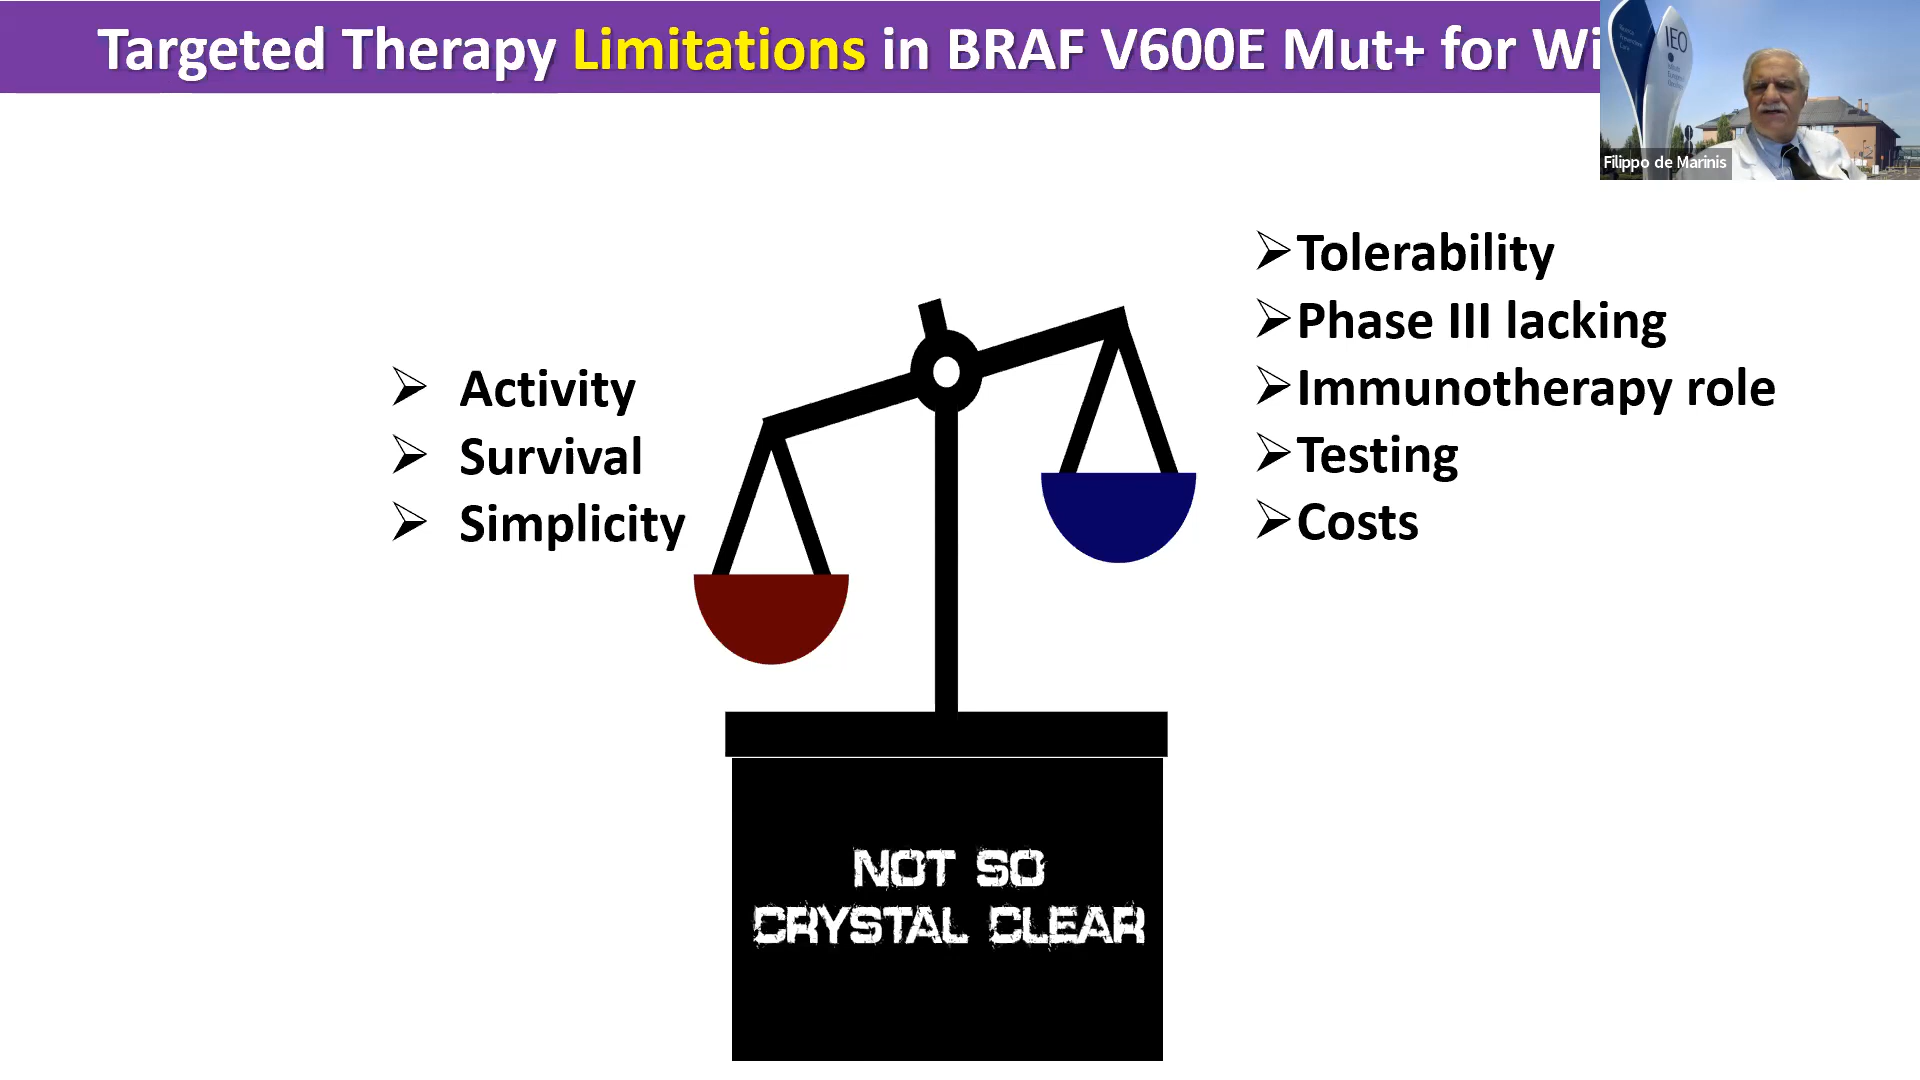 Targeted Therapy Limitations in BRAF V600E Mut+ for Wi
IEO
Filippo de Marinis
Tolerability
Phase III lacking
Immunotherapy role
Testing
Costs
Activity
Survival
Simplicity
NOT SO
CRYSTAL CLEAR